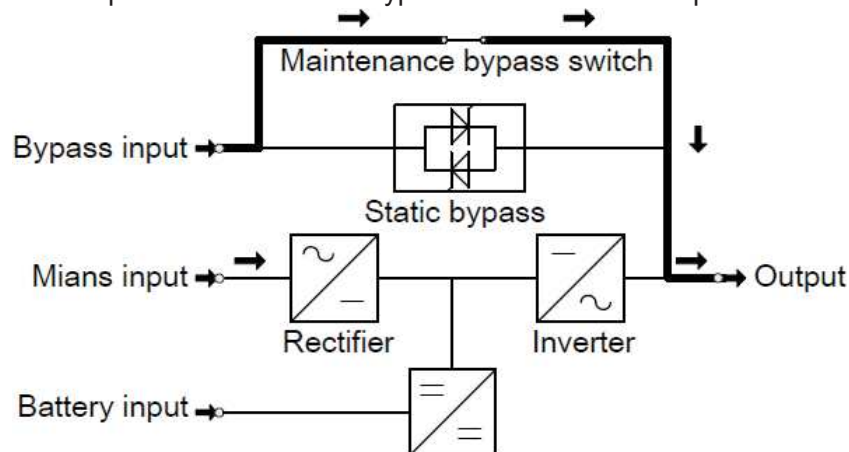 Maintenance bypass switch
Bypass input
Static bypass
Mians input
Output
Rectifier
Inverter
Battery input